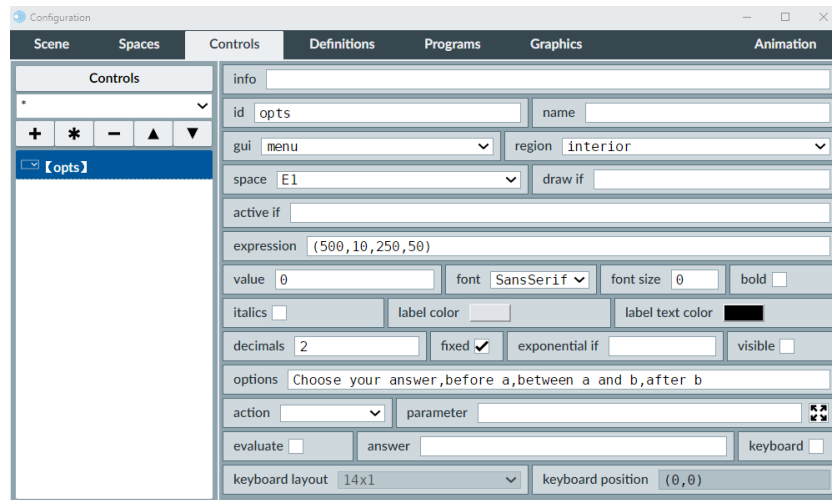 Configuration
Scene Spaces Controls Definitions Programs Graphics Animation
Controls
*
+ * − ▲ ▼
【opts】
info
id opts name
gui menu region interior
space E1 draw if
active if
expression (500,10,250,50)
value 0 font SansSerif font size 0 bold
italics label color label text color
decimals 2 fixed exponential if visible
options Choose your answer,before a,between a and b,after b
action parameter
evaluate answer keyboard
keyboard layout 14x1 keyboard position (0,0)